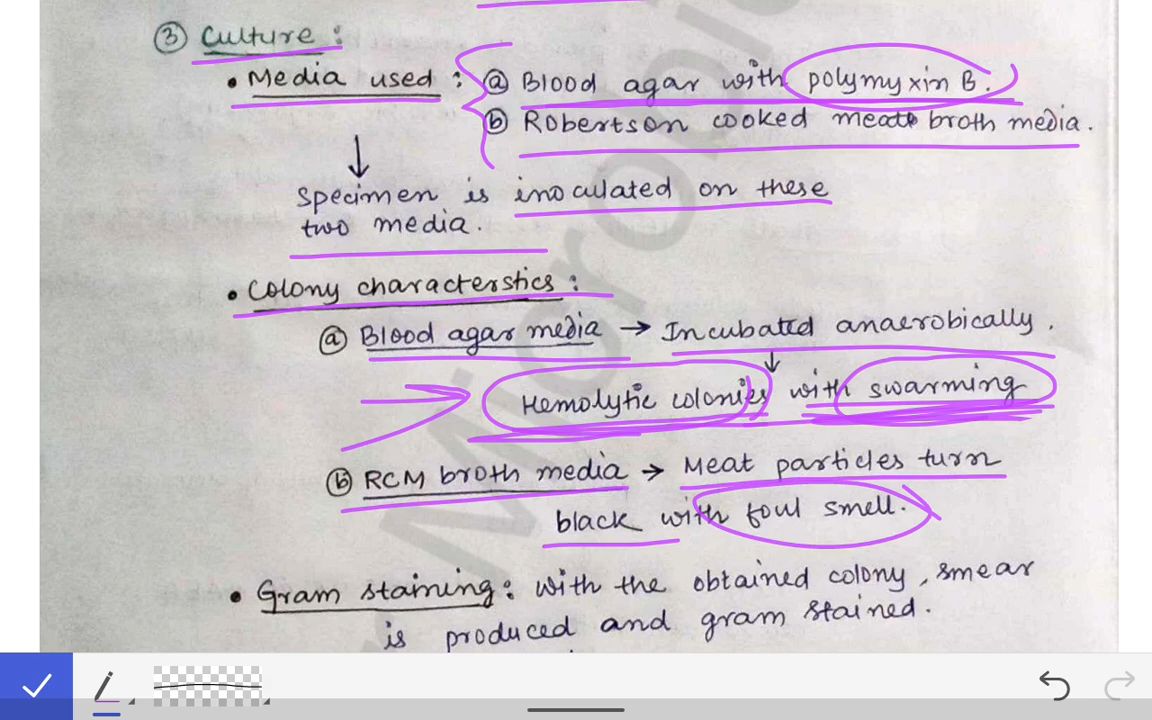 ③ Culture :
• Media used : ⓐ Blood agar with polymyxin B.
ⓑ Robertson cooked meat broth media.
↓
Specimen is inoculated on these
two media.
• Colony characterstics :
ⓐ Blood agar media → Incubated anaerobically.
↓
Hemolytic colonies with swarming
ⓑ RCM broth media → Meat particles turn
black with foul smell.
• Gram staining : with the obtained colony, smear
is produced and gram stained.